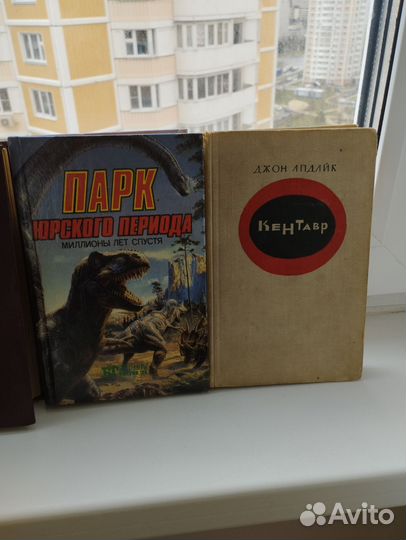 ПАРК
ЮРСКОГО ПЕРИОДА
МИЛЛИОНЫ ЛЕТ СПУСТЯ
ДЖОН АПДАЙК
КЕНТАВР
Avito